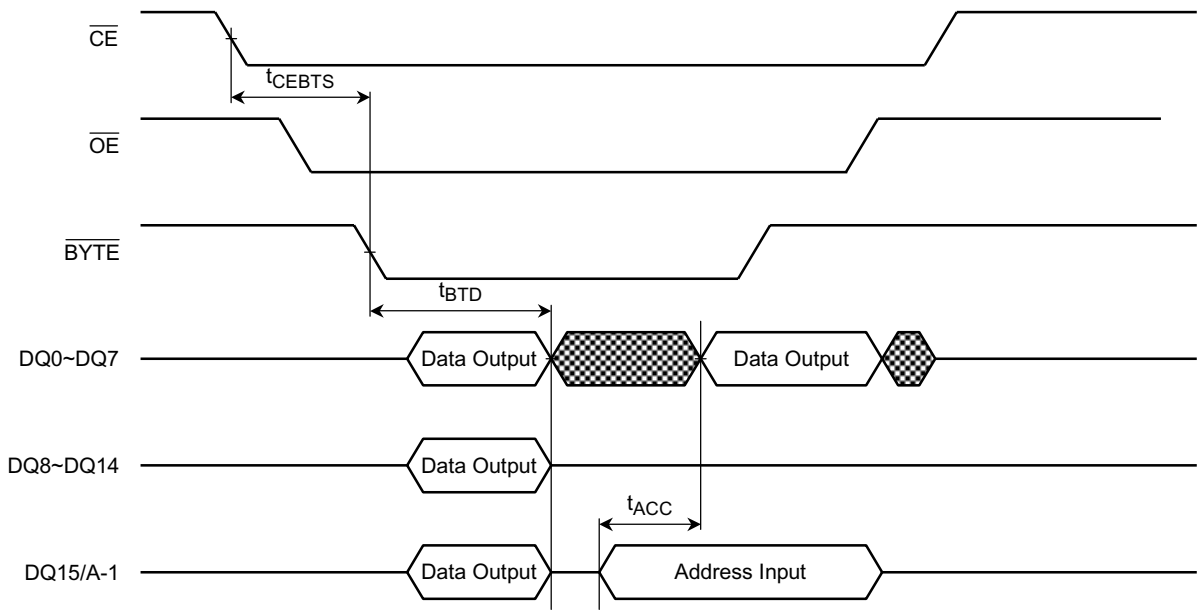 CE
tCEBTS
OE
BYTE
tBTD
DQ0~DQ7 Data Output Data Output
DQ8~DQ14 Data Output
tACC
DQ15/A-1 Data Output Address Input